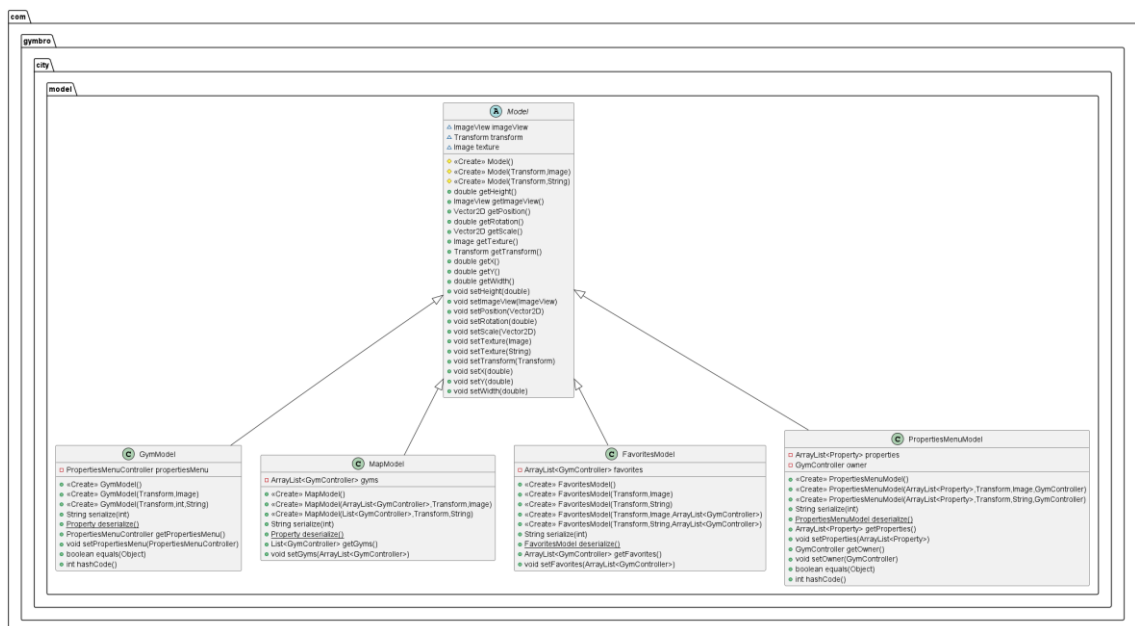 com
gymbro
city
model
A Model
ImageView imageView
Transform transform
Image texture
«Create» Model()
«Create» Model(Transform,Image)
«Create» Model(Transform,String)
double getHeight()
ImageView getImageView()
Vector2D getPosition()
double getRotation()
Vector2D getScale()
Image getTexture()
Transform getTransform()
double getX()
double getY()
double getWidth()
void setHeight(double)
void setImageView(ImageView)
void setPosition(Vector2D)
void setRotation(double)
void setScale(Vector2D)
void setTexture(Image)
void setTexture(String)
void setTransform(Transform)
void setX(double)
void setY(double)
void setWidth(double)
C GymModel
PropertiesMenuController propertiesMenu
«Create» GymModel()
«Create» GymModel(Transform,Image)
«Create» GymModel(Transform,int,String)
String serialize(int)
Property deserialize()
PropertiesMenuController getPropertiesMenu()
void setPropertiesMenu(PropertiesMenuController)
boolean equals(Object)
int hashCode()
C MapModel
ArrayList<GymController> gyms
«Create» MapModel()
«Create» MapModel(ArrayList<GymController>,Transform,Image)
«Create» MapModel(List<GymController>,Transform,String)
String serialize(int)
Property deserialize()
List<GymController> getGyms()
void setGyms(ArrayList<GymController>)
C FavoritesModel
ArrayList<GymController> favorites
«Create» FavoritesModel()
«Create» FavoritesModel(Transform,Image)
«Create» FavoritesModel(Transform,String)
«Create» FavoritesModel(Transform,Image,ArrayList<GymController>)
«Create» FavoritesModel(Transform,String,ArrayList<GymController>)
String serialize(int)
FavoritesModel deserialize()
ArrayList<GymController> getFavorites()
void setFavorites(ArrayList<GymController>)
C PropertiesMenuModel
ArrayList<Property> properties
GymController owner
«Create» PropertiesMenuModel()
«Create» PropertiesMenuModel(ArrayList<Property>,Transform,Image,GymController)
«Create» PropertiesMenuModel(ArrayList<Property>,Transform,String,GymController)
String serialize(int)
PropertiesMenuModel deserialize()
ArrayList<Property> getProperties()
void setProperties(ArrayList<Property>)
GymController getOwner()
void setOwner(GymController)
boolean equals(Object)
int hashCode()